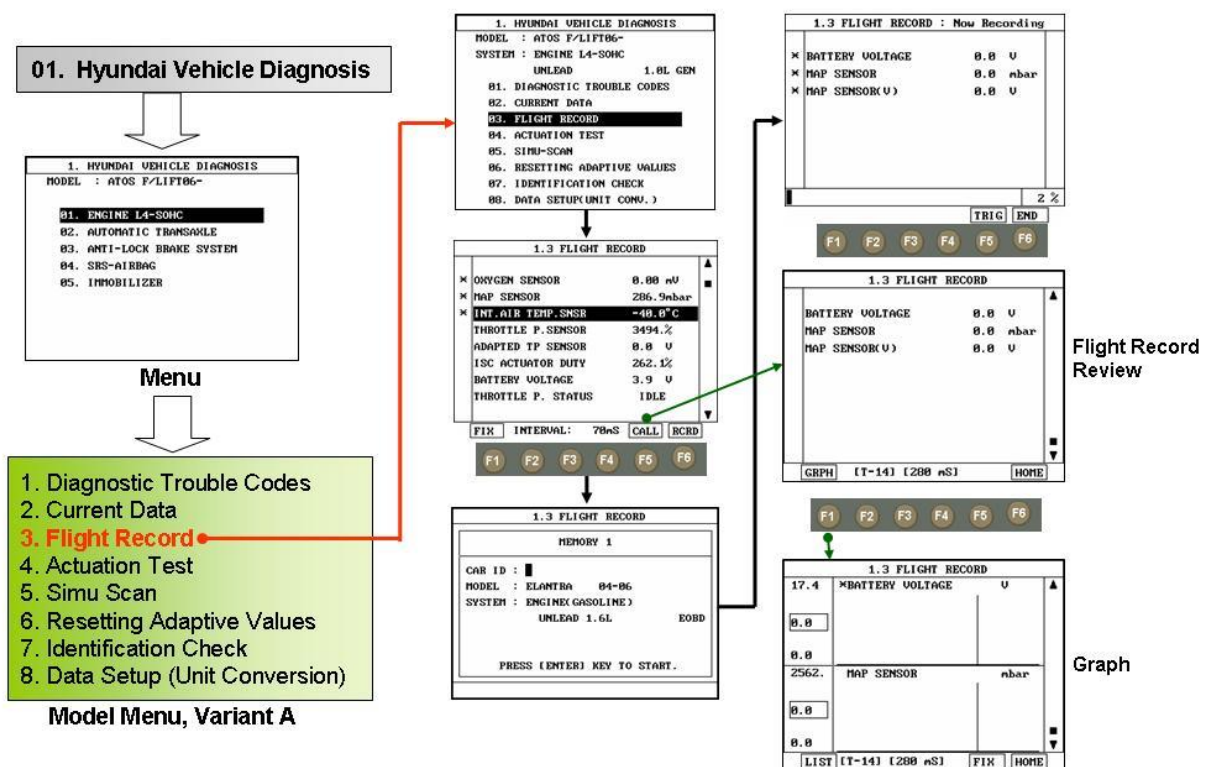 01. Hyundai Vehicle Diagnosis
1. HYUNDAI VEHICLE DIAGNOSIS
MODEL : ATOS F/LIFT06-
01. ENGINE L4-SOHC
02. AUTOMATIC TRANSAXLE
03. ANTI-LOCK BRAKE SYSTEM
04. SRS-AIRBAG
05. IMMOBILIZER
Menu
1. Diagnostic Trouble Codes
2. Current Data
3. Flight Record
4. Actuation Test
5. Simu Scan
6. Resetting Adaptive Values
7. Identification Check
8. Data Setup (Unit Conversion)
Model Menu, Variant A
1. HYUNDAI VEHICLE DIAGNOSIS
MODEL : ATOS F/LIFT06-
SYSTEM : ENGINE L4-SOHC
UNLEAD 1.0L GEN
01. DIAGNOSTIC TROUBLE CODES
02. CURRENT DATA
03. FLIGHT RECORD
04. ACTUATION TEST
05. SIMU-SCAN
06. RESETTING ADAPTIVE VALUES
07. IDENTIFICATION CHECK
08. DATA SETUP(UNIT CONV.)
1.3 FLIGHT RECORD
× OXYGEN SENSOR 0.00 mV
× MAP SENSOR 286.9mbar
× INT.AIR TEMP.SNSR -40.0°C
THROTTLE P.SENSOR 3494.%
ADAPTED TP SENSOR 0.0 V
ISC ACTUATOR DUTY 262.1%
BATTERY VOLTAGE 3.9 V
THROTTLE P. STATUS IDLE
FIX INTERVAL: 70mS CALL RCRD
F1 F2 F3 F4 F5 F6
1.3 FLIGHT RECORD
MEMORY 1
CAR ID :
MODEL : ELANTRA 04-06
SYSTEM : ENGINE(GASOLINE)
UNLEAD 1.6L EOBD
PRESS [ENTER] KEY TO START.
1.3 FLIGHT RECORD : Now Recording
× BATTERY VOLTAGE 0.0 V
× MAP SENSOR 0.0 mbar
× MAP SENSOR(V) 0.0 V
2 %
TRIG END
F1 F2 F3 F4 F5 F6
1.3 FLIGHT RECORD
BATTERY VOLTAGE 0.0 V
MAP SENSOR 0.0 mbar
MAP SENSOR(V) 0.0 V
GRPH [T-14] [280 mS] HOME
Flight Record
Review
F1 F2 F3 F4 F5 F6
1.3 FLIGHT RECORD
17.4 ×BATTERY VOLTAGE V
0.0
0.0
2562. MAP SENSOR mbar
0.0
0.0
LIST [T-14] [280 mS] FIX HOME
Graph